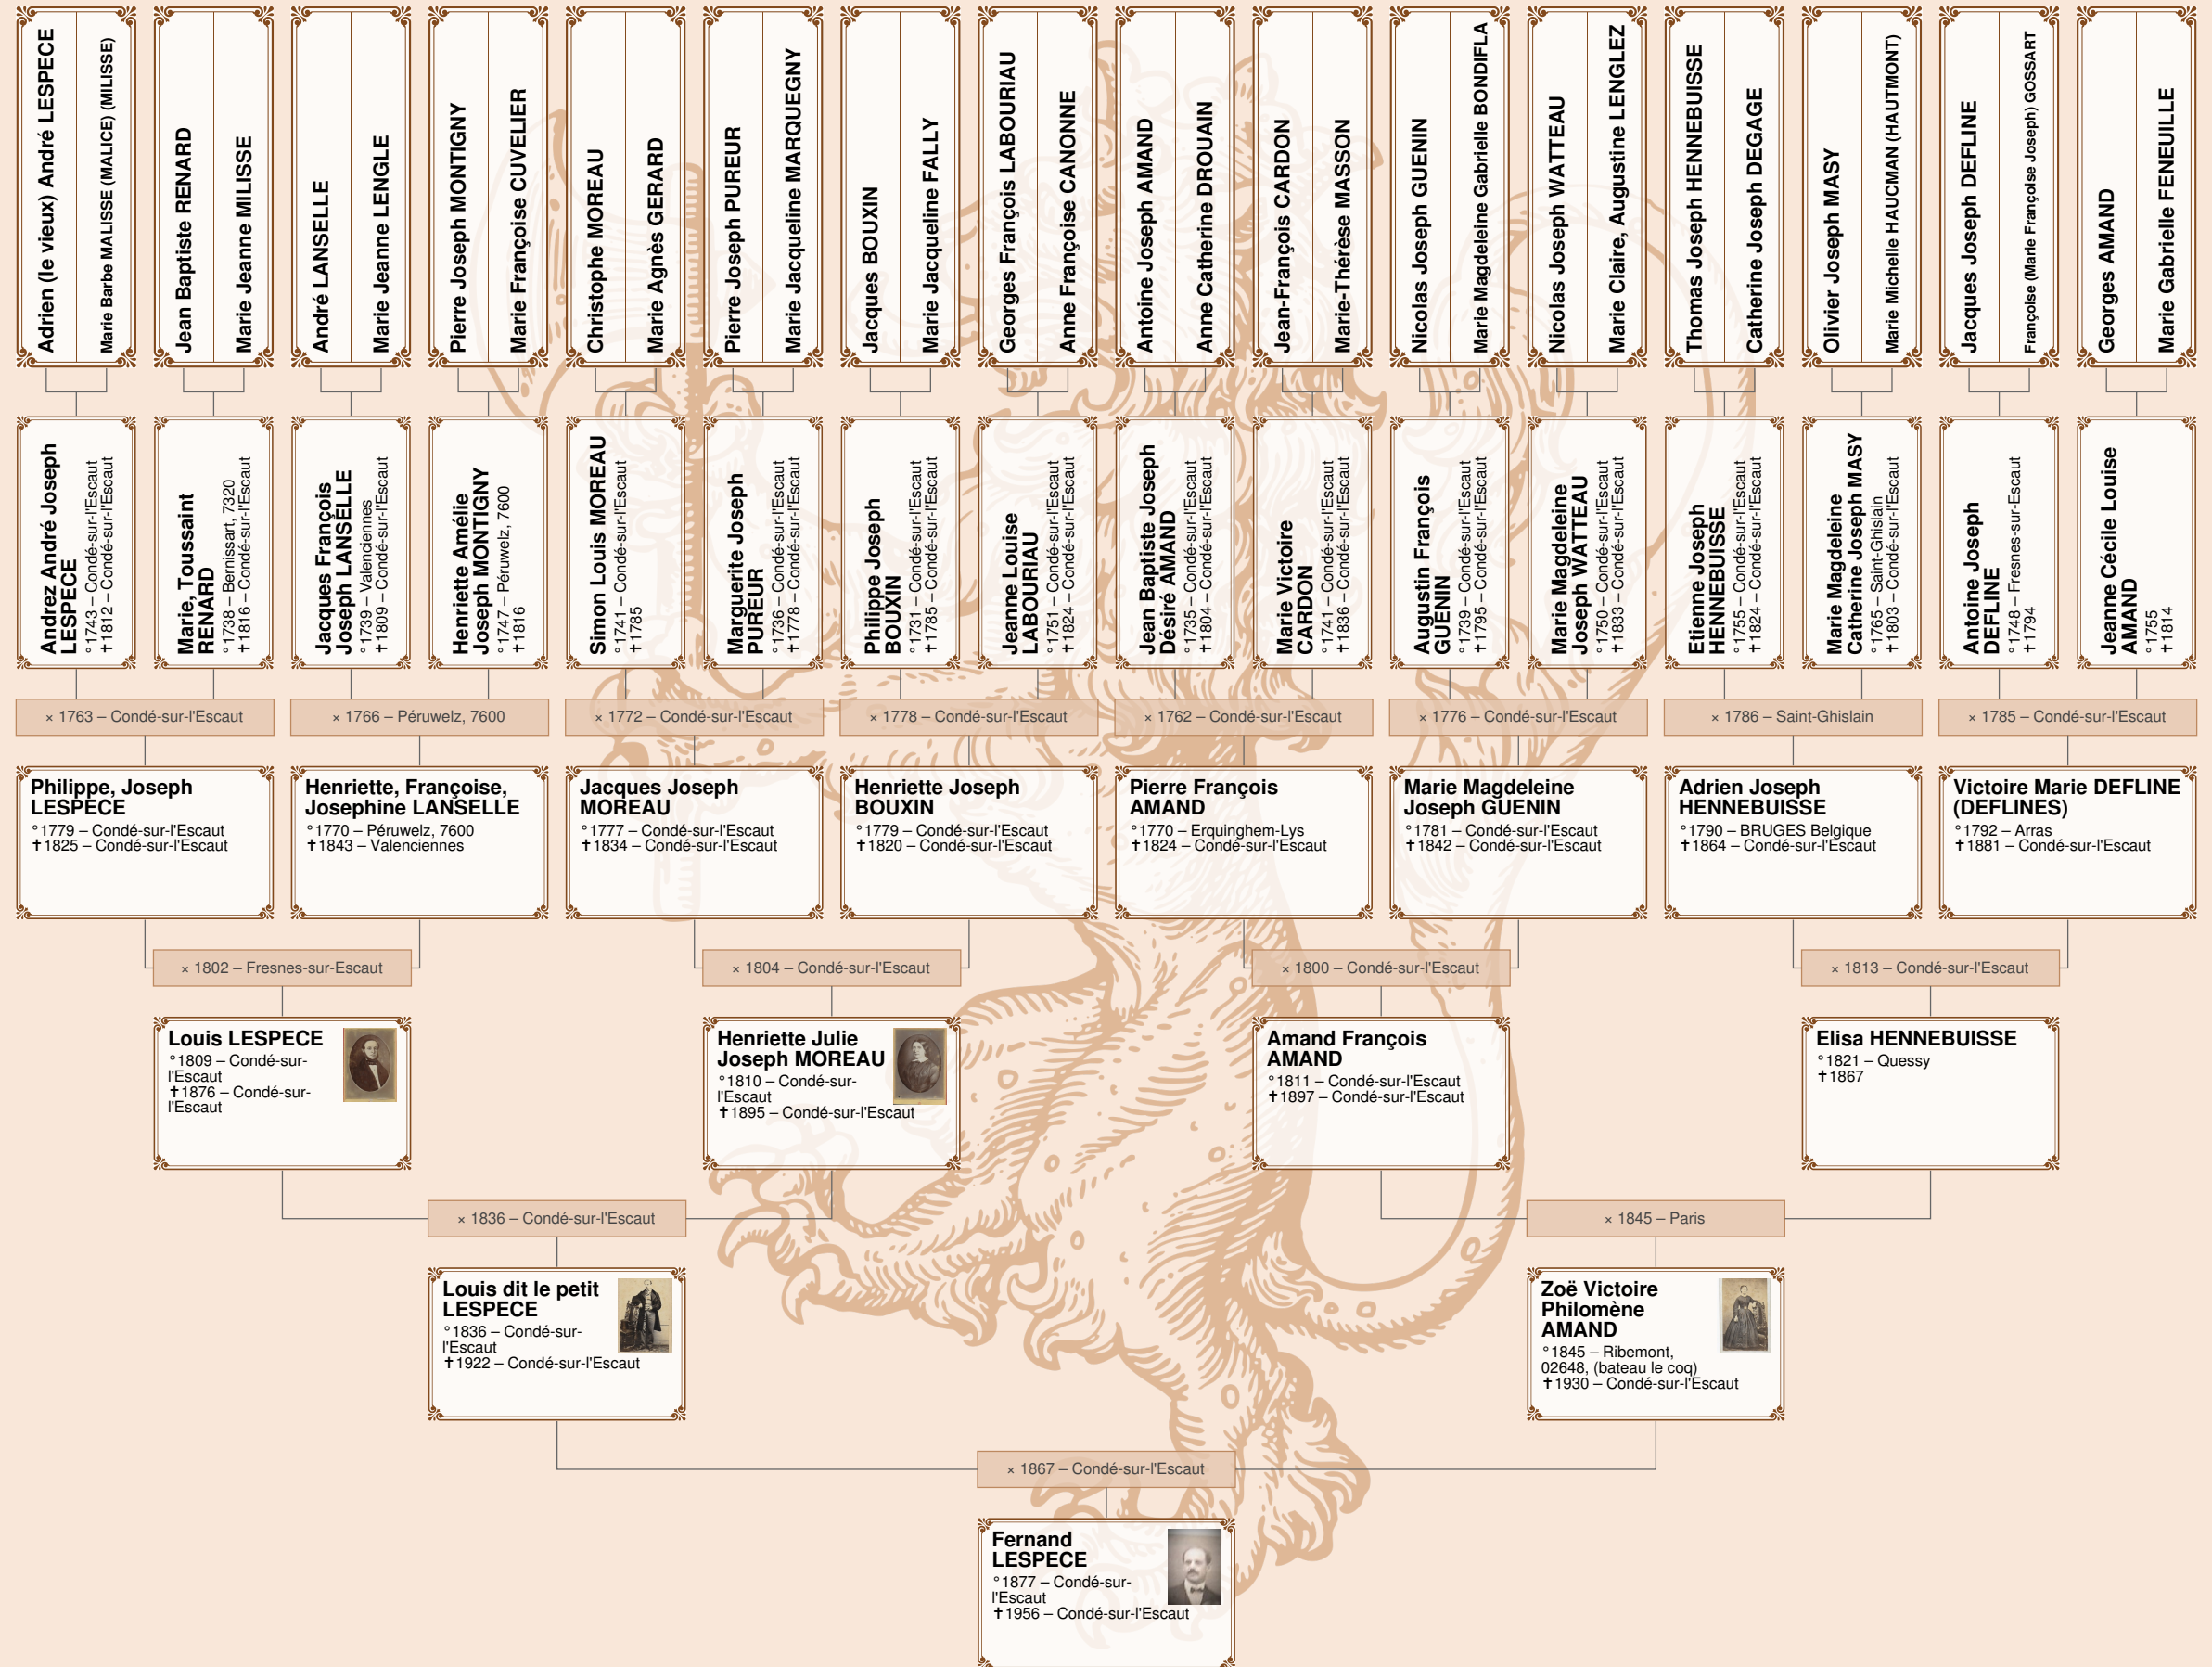 Adrien (le vieux) André LESPECE
Marie Barbe MALISSE (MALICE) (MILISSE)
Jean Baptiste RENARD
Marie Jeanne MILISSE
André LANSELLE
Marie Jeanne LENGLE
Pierre Joseph MONTIGNY
Marie Françoise CUVELIER
Christophe MOREAU
Marie Agnès GERARD
Pierre Joseph PUREUR
Marie Jacqueline MARQUEGNY
Jacques BOUXIN
Marie Jacqueline FALLY
Georges François LABOURIAU
Anne Françoise CANONNE
Antoine Joseph AMAND
Anne Catherine DROUAIN
Jean-François CARDON
Marie-Thérèse MASSON
Nicolas Joseph GUENIN
Marie Magdeleine Gabrielle BONDIFLA
Nicolas Joseph WATTEAU
Marie Claire, Augustine LENGLEZ
Thomas Joseph HENNEBUISSE
Catherine Joseph DEGAGE
Olivier Joseph MASY
Marie Michelle HAUCMAN (HAUTMONT)
Jacques Joseph DEFLINE
Françoise (Marie Françoise Joseph) GOSSART
Georges AMAND
Marie Gabrielle FENEUILLE
Andrez André Joseph
LESPECE
°1743 – Condé-sur-l'Escaut
✝1812 – Condé-sur-l'Escaut
Marie, Toussaint
RENARD
°1738 – Bernissart, 7320
✝1816 – Condé-sur-l'Escaut
Jacques François
Joseph LANSELLE
°1739 – Valenciennes
✝1809 – Condé-sur-l'Escaut
Henriette Amélie
Joseph MONTIGNY
°1747 – Péruwelz, 7600
✝1816
Simon Louis MOREAU
°1741 – Condé-sur-l'Escaut
✝1785
Marguerite Joseph
PUREUR
°1736 – Condé-sur-l'Escaut
✝1778 – Condé-sur-l'Escaut
Philippe Joseph
BOUXIN
°1731 – Condé-sur-l'Escaut
✝1785 – Condé-sur-l'Escaut
Jeanne Louise
LABOURIAU
°1751 – Condé-sur-l'Escaut
✝1824 – Condé-sur-l'Escaut
Jean Baptiste Joseph
Désiré AMAND
°1735 – Condé-sur-l'Escaut
✝1804 – Condé-sur-l'Escaut
Marie Victoire
CARDON
°1741 – Condé-sur-l'Escaut
✝1836 – Condé-sur-l'Escaut
Augustin François
GUENIN
°1739 – Condé-sur-l'Escaut
✝1795 – Condé-sur-l'Escaut
Marie Magdeleine
Joseph WATTEAU
°1750 – Condé-sur-l'Escaut
✝1833 – Condé-sur-l'Escaut
Etienne Joseph
HENNEBUISSE
°1755 – Condé-sur-l'Escaut
✝1824 – Condé-sur-l'Escaut
Marie Magdeleine
Catherine Joseph MASY
°1765 – Saint-Ghislain
✝1803 – Condé-sur-l'Escaut
Antoine Joseph
DEFLINE
°1748 – Fresnes-sur-Escaut
✝1794
Jeanne Cécile Louise
AMAND
°1755
✝1814
× 1763 – Condé-sur-l'Escaut
× 1766 – Péruwelz, 7600
× 1772 – Condé-sur-l'Escaut
× 1778 – Condé-sur-l'Escaut
× 1762 – Condé-sur-l'Escaut
× 1776 – Condé-sur-l'Escaut
× 1786 – Saint-Ghislain
× 1785 – Condé-sur-l'Escaut
Philippe, Joseph
LESPECE
°1779 – Condé-sur-l'Escaut
✝1825 – Condé-sur-l'Escaut
Henriette, Françoise,
Josephine LANSELLE
°1770 – Péruwelz, 7600
✝1843 – Valenciennes
Jacques Joseph
MOREAU
°1777 – Condé-sur-l'Escaut
✝1834 – Condé-sur-l'Escaut
Henriette Joseph
BOUXIN
°1779 – Condé-sur-l'Escaut
✝1820 – Condé-sur-l'Escaut
Pierre François
AMAND
°1770 – Erquinghem-Lys
✝1824 – Condé-sur-l'Escaut
Marie Magdeleine
Joseph GUENIN
°1781 – Condé-sur-l'Escaut
✝1842 – Condé-sur-l'Escaut
Adrien Joseph
HENNEBUISSE
°1790 – BRUGES Belgique
✝1864 – Condé-sur-l'Escaut
Victoire Marie DEFLINE
(DEFLINES)
°1792 – Arras
✝1881 – Condé-sur-l'Escaut
× 1802 – Fresnes-sur-Escaut
× 1804 – Condé-sur-l'Escaut
× 1800 – Condé-sur-l'Escaut
× 1813 – Condé-sur-l'Escaut
Louis LESPECE
°1809 – Condé-sur-
l'Escaut
✝1876 – Condé-sur-
l'Escaut
Henriette Julie
Joseph MOREAU
°1810 – Condé-sur-
l'Escaut
✝1895 – Condé-sur-l'Escaut
Amand François
AMAND
°1811 – Condé-sur-l'Escaut
✝1897 – Condé-sur-l'Escaut
Elisa HENNEBUISSE
°1821 – Quessy
✝1867
× 1836 – Condé-sur-l'Escaut
× 1845 – Paris
Louis dit le petit
LESPECE
°1836 – Condé-sur-
l'Escaut
✝1922 – Condé-sur-l'Escaut
Zoë Victoire
Philomène
AMAND
°1845 – Ribemont,
02648, (bateau le coq)
✝1930 – Condé-sur-l'Escaut
× 1867 – Condé-sur-l'Escaut
Fernand
LESPECE
°1877 – Condé-sur-
l'Escaut
✝1956 – Condé-sur-l'Escaut